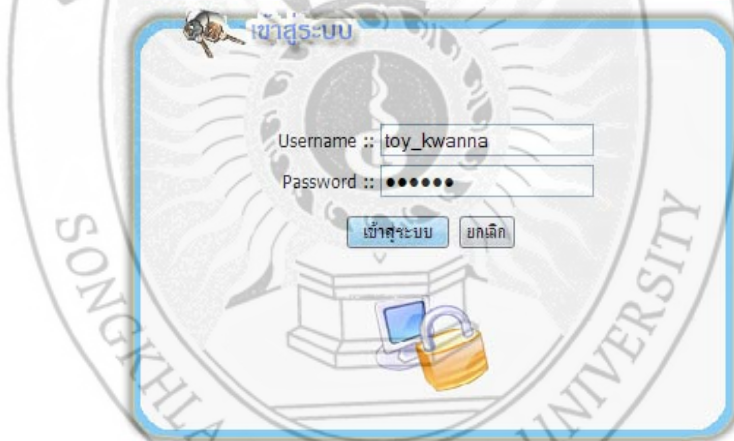 เข้าสู่ระบบ
Username :: toy_kwanna
Password :: ••••••
เข้าสู่ระบบ ยกเลิก
SONGKHLA
UNIVERSITY